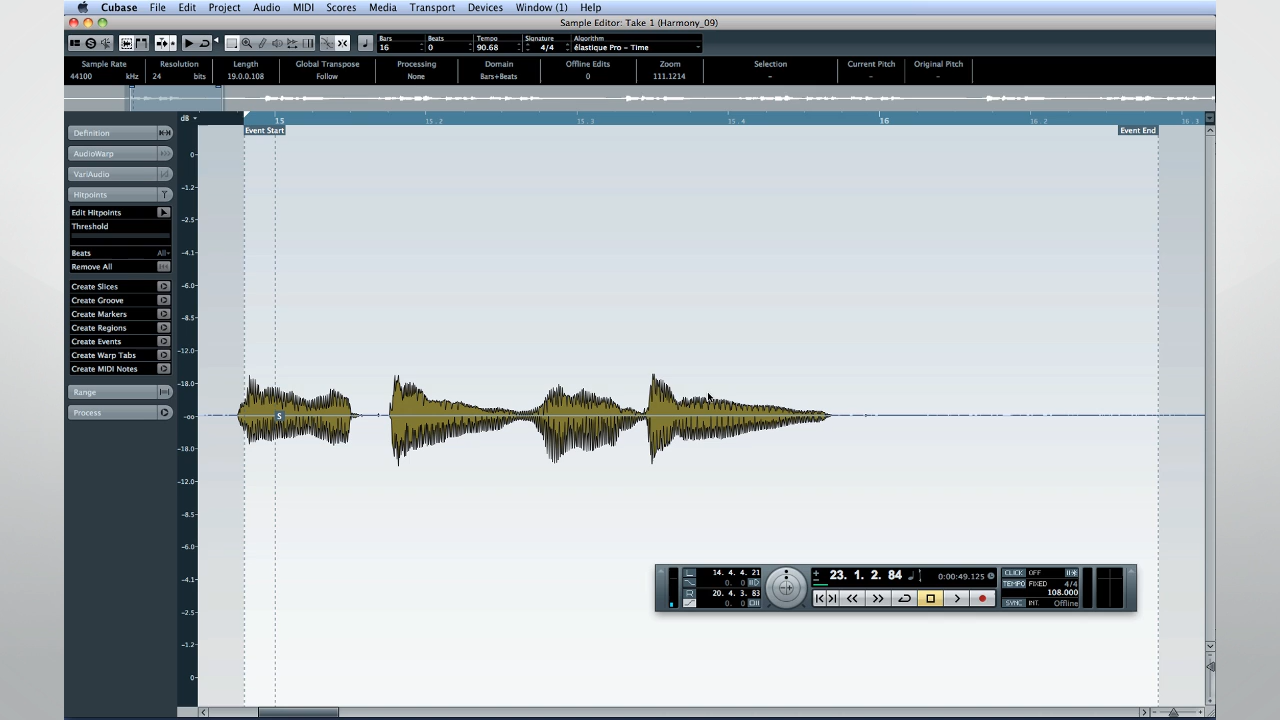 Cubase File Edit Project Audio MIDI Scores Media Transport Devices Window (1) Help
Sample Editor: Take 1 (Harmony_09)
Bars Beats Tempo Signature Algorithm
16 0 90.68 4/4 élastique Pro - Time
Sample Rate Resolution Length Global Transpose Processing Domain Offline Edits Zoom Selection Current Pitch Original Pitch
44100 kHz 24 bits 19.0.0.108 Follow None Bars+Beats 0 111.1214 - - -
dB 15 15.2 15.3 15.4 16 16.2 16.3
Event Start Event End
Definition
AudioWarp
VariAudio
Hitpoints
Edit Hitpoints
Threshold
Beats All
Remove All
Create Slices
Create Groove
Create Markers
Create Regions
Create Events
Create Warp Tabs
Create MIDI Notes
Range
Process
0
-1.2
-2.5
-4.1
-6.0
-8.5
-12.0
-18.0
-oo
-18.0
-12.0
-8.5
-6.0
-4.1
-2.5
-1.2
0
S
L 14. 4. 4. 21 23. 1. 2. 84 0:00:49.125 CLICK OFF
0. 0 TEMPO FIXED 4/4
R 20. 4. 3. 83 108.000
0. 0 SYNC INT. Offline